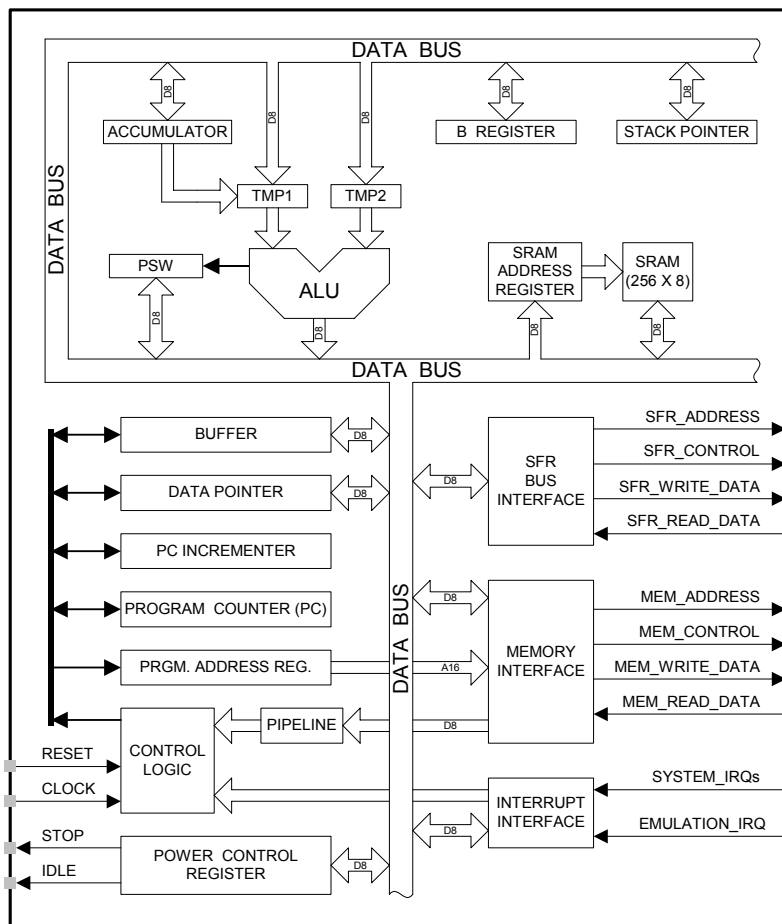 DATA BUS
D8
D8
D8
D8
D8
ACCUMULATOR
B REGISTER
STACK POINTER
DATA BUS
TMP1
TMP2
PSW
ALU
SRAM
ADDRESS
REGISTER
SRAM
(256 X 8)
D8
D8
D8
D8
DATA BUS
BUFFER
D8
DATA POINTER
D8
PC INCREMENTER
PROGRAM COUNTER (PC)
PRGM. ADDRESS REG.
A16
CONTROL
LOGIC
PIPELINE
D8
RESET
CLOCK
STOP
IDLE
POWER CONTROL
REGISTER
D8
DATA BUS
D8
SFR
BUS
INTERFACE
SFR_ADDRESS
SFR_CONTROL
SFR_WRITE_DATA
SFR_READ_DATA
D8
MEMORY
INTERFACE
MEM_ADDRESS
MEM_CONTROL
MEM_WRITE_DATA
MEM_READ_DATA
D8
INTERRUPT
INTERFACE
SYSTEM_IRQs
EMULATION_IRQ